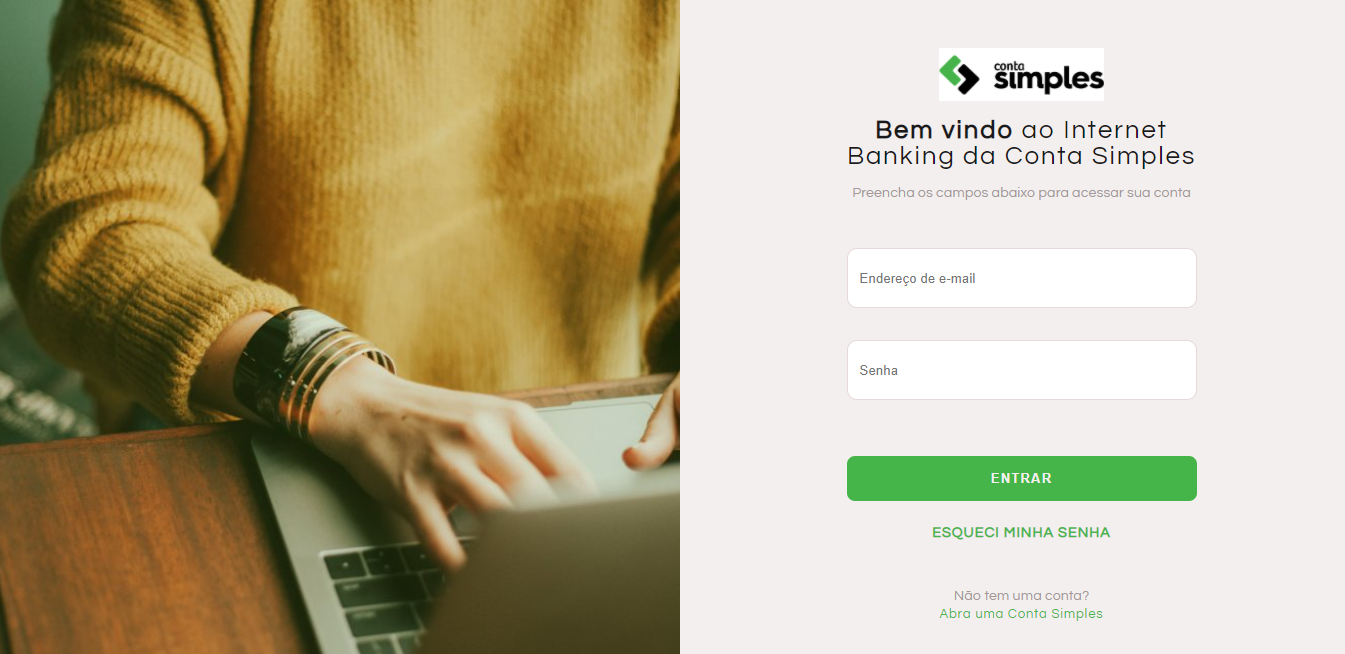 conta
simples
Bem vindo ao Internet
Banking da Conta Simples
Preencha os campos abaixo para acessar sua conta
Endereço de e-mail
Senha
ENTRAR
ESQUECI MINHA SENHA
Não tem uma conta?
Abra uma Conta Simples